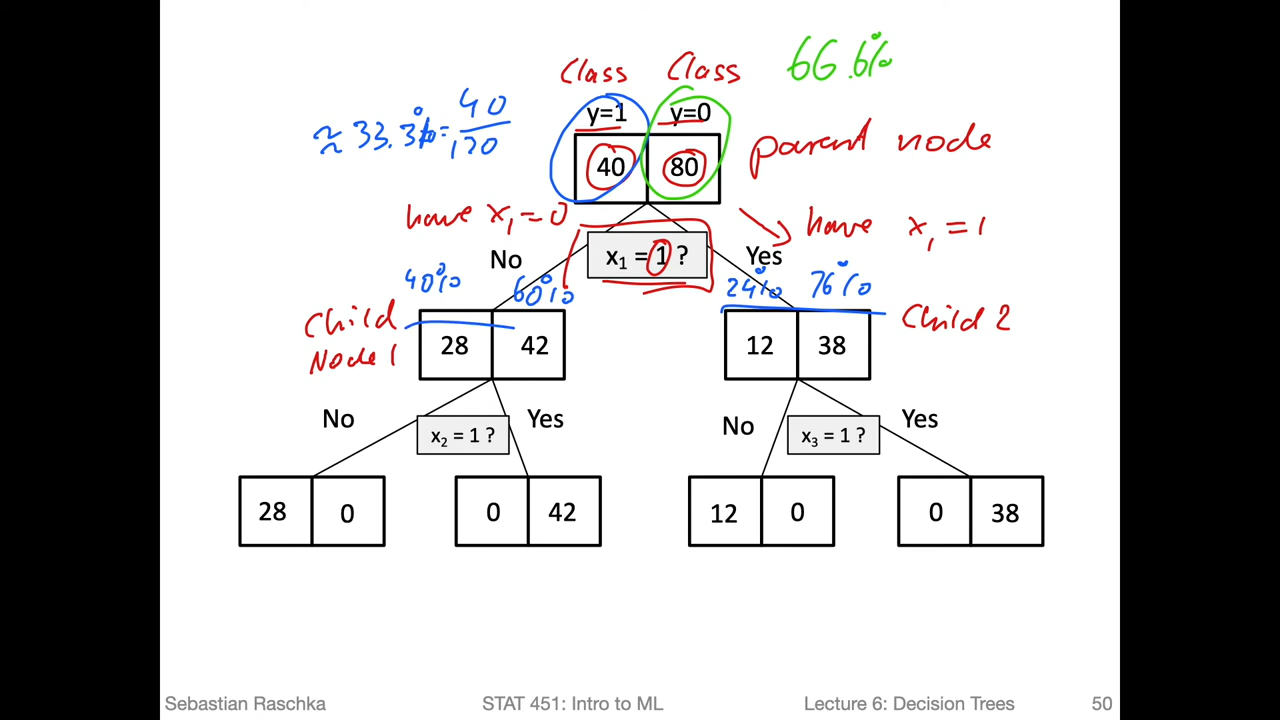 66.6%
Class Class
y=1 y=0
≈ 33.3% = 40/120
40 80
parent node
have x₁ = 0
have x₁ = 1
x₁ = 1 ?
No Yes
40% 60%
24% 76%
Child Node 1
28 42
12 38
Child 2
No Yes
x₂ = 1 ?
No Yes
x₃ = 1 ?
28 0
0 42
12 0
0 38
Sebastian Raschka STAT 451: Intro to ML Lecture 6: Decision Trees 50